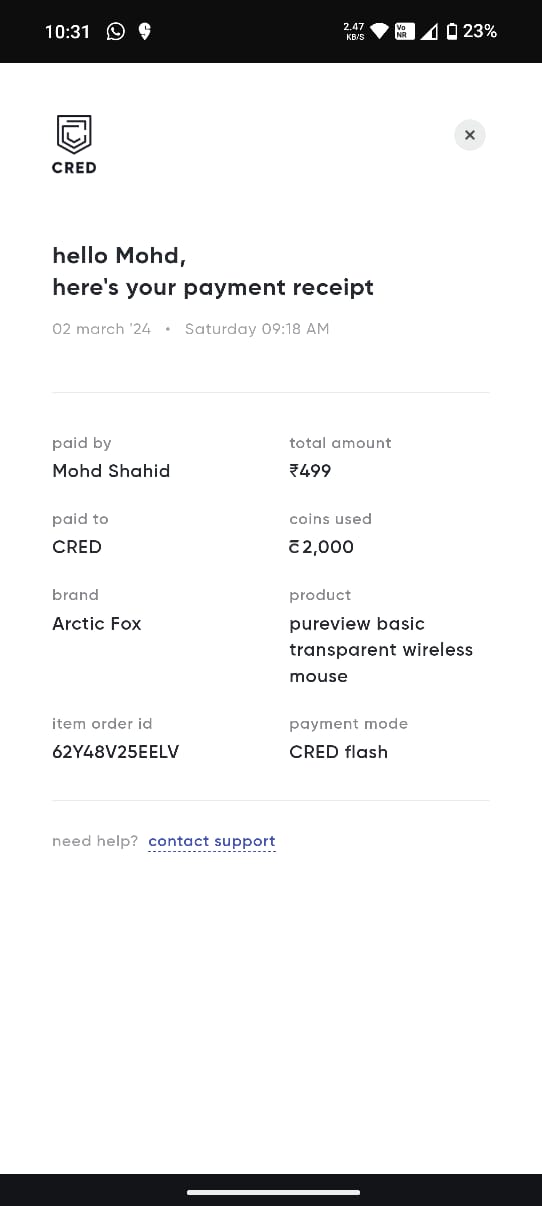 10:31
2.47
KB/S
Vo
NR
23%
CRED
hello Mohd,
here's your payment receipt
02 march '24 • Saturday 09:18 AM
paid by
Mohd Shahid
total amount
₹499
paid to
CRED
coins used
2,000
brand
Arctic Fox
product
pureview basic
transparent wireless
mouse
item order id
62Y48V25EELV
payment mode
CRED flash
need help? contact support